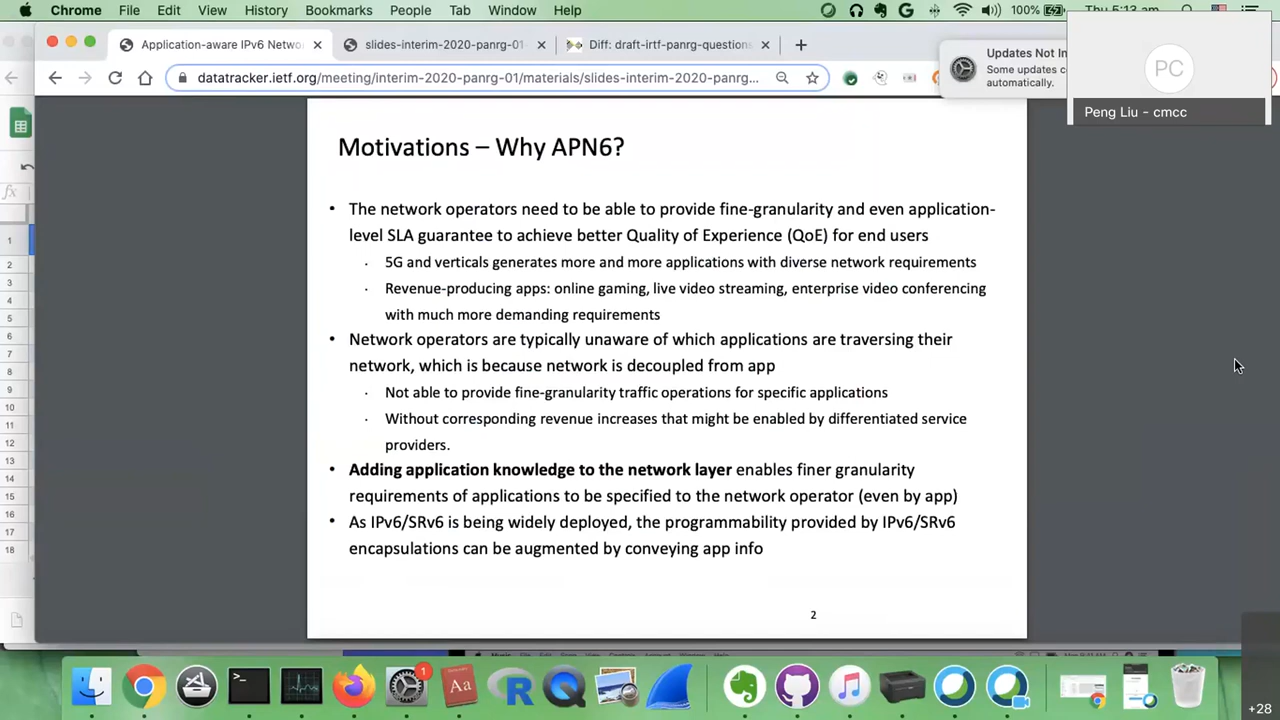 Chrome File Edit View History Bookmarks People Tab Window Help 100% Thu 5:13 am
Application-aware IPv6 Netwo
slides-interim-2020-panrg-01-
Diff: draft-irtf-panrg-questions
datatracker.ietf.org/meeting/interim-2020-panrg-01/materials/slides-interim-2020-panrg...
Updates Not In
Some updates c
automatically.
PC
Peng Liu - cmcc
Motivations – Why APN6?
• The network operators need to be able to provide fine-granularity and even application-
level SLA guarantee to achieve better Quality of Experience (QoE) for end users
· 5G and verticals generates more and more applications with diverse network requirements
· Revenue-producing apps: online gaming, live video streaming, enterprise video conferencing
with much more demanding requirements
• Network operators are typically unaware of which applications are traversing their
network, which is because network is decoupled from app
· Not able to provide fine-granularity traffic operations for specific applications
· Without corresponding revenue increases that might be enabled by differentiated service
providers.
• Adding application knowledge to the network layer enables finer granularity
requirements of applications to be specified to the network operator (even by app)
• As IPv6/SRv6 is being widely deployed, the programmability provided by IPv6/SRv6
encapsulations can be augmented by conveying app info
2
fx
1
2
3
4
5
6
7
8
9
10
11
12
13
14
15
16
17
18
1
Aa
R
+28